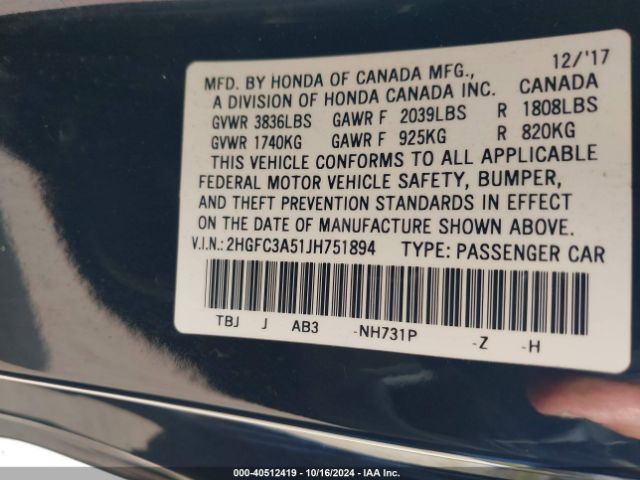 12/'17
MFD. BY HONDA OF CANADA MFG.,
A DIVISION OF HONDA CANADA INC. CANADA
GVWR 3836LBS GAWR F 2039LBS R 1808LBS
GVWR 1740KG GAWR F 925KG R 820KG
THIS VEHICLE CONFORMS TO ALL APPLICABLE
FEDERAL MOTOR VEHICLE SAFETY, BUMPER,
AND THEFT PREVENTION STANDARDS IN EFFECT
ON THE DATE OF MANUFACTURE SHOWN ABOVE.
V.I.N.: 2HGFC3A51JH751894 TYPE: PASSENGER CAR
TBJ J AB3 -NH731P -Z -H
000-40512419 - 10/16/2024 - IAA Inc.